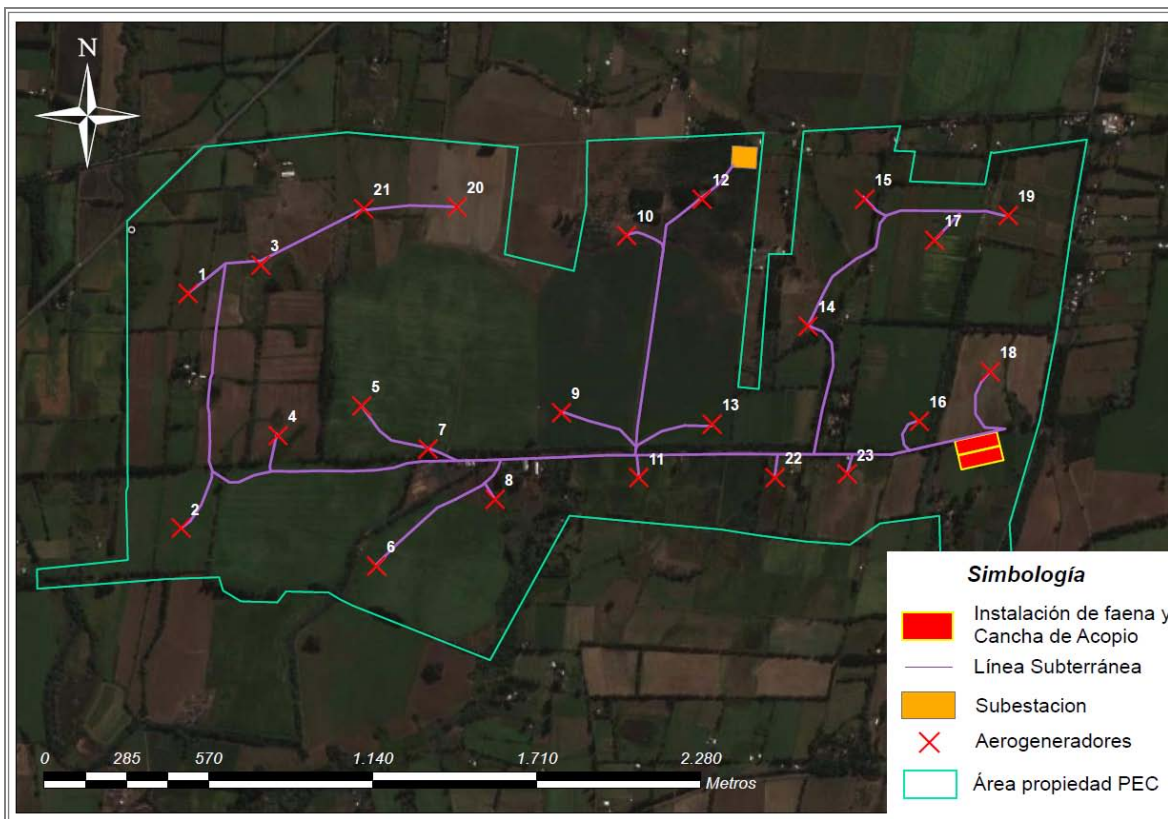 N
15
12
21
20
19
10
17
3
1
14
18
5
9
16
13
4
7
11
22
23
8
2
6
Simbología
Instalación de faena y
Cancha de Acopio
Línea Subterránea
Subestacion
Aerogeneradores
Área propiedad PEC
0 285 570 1.140 1.710 2.280
Metros